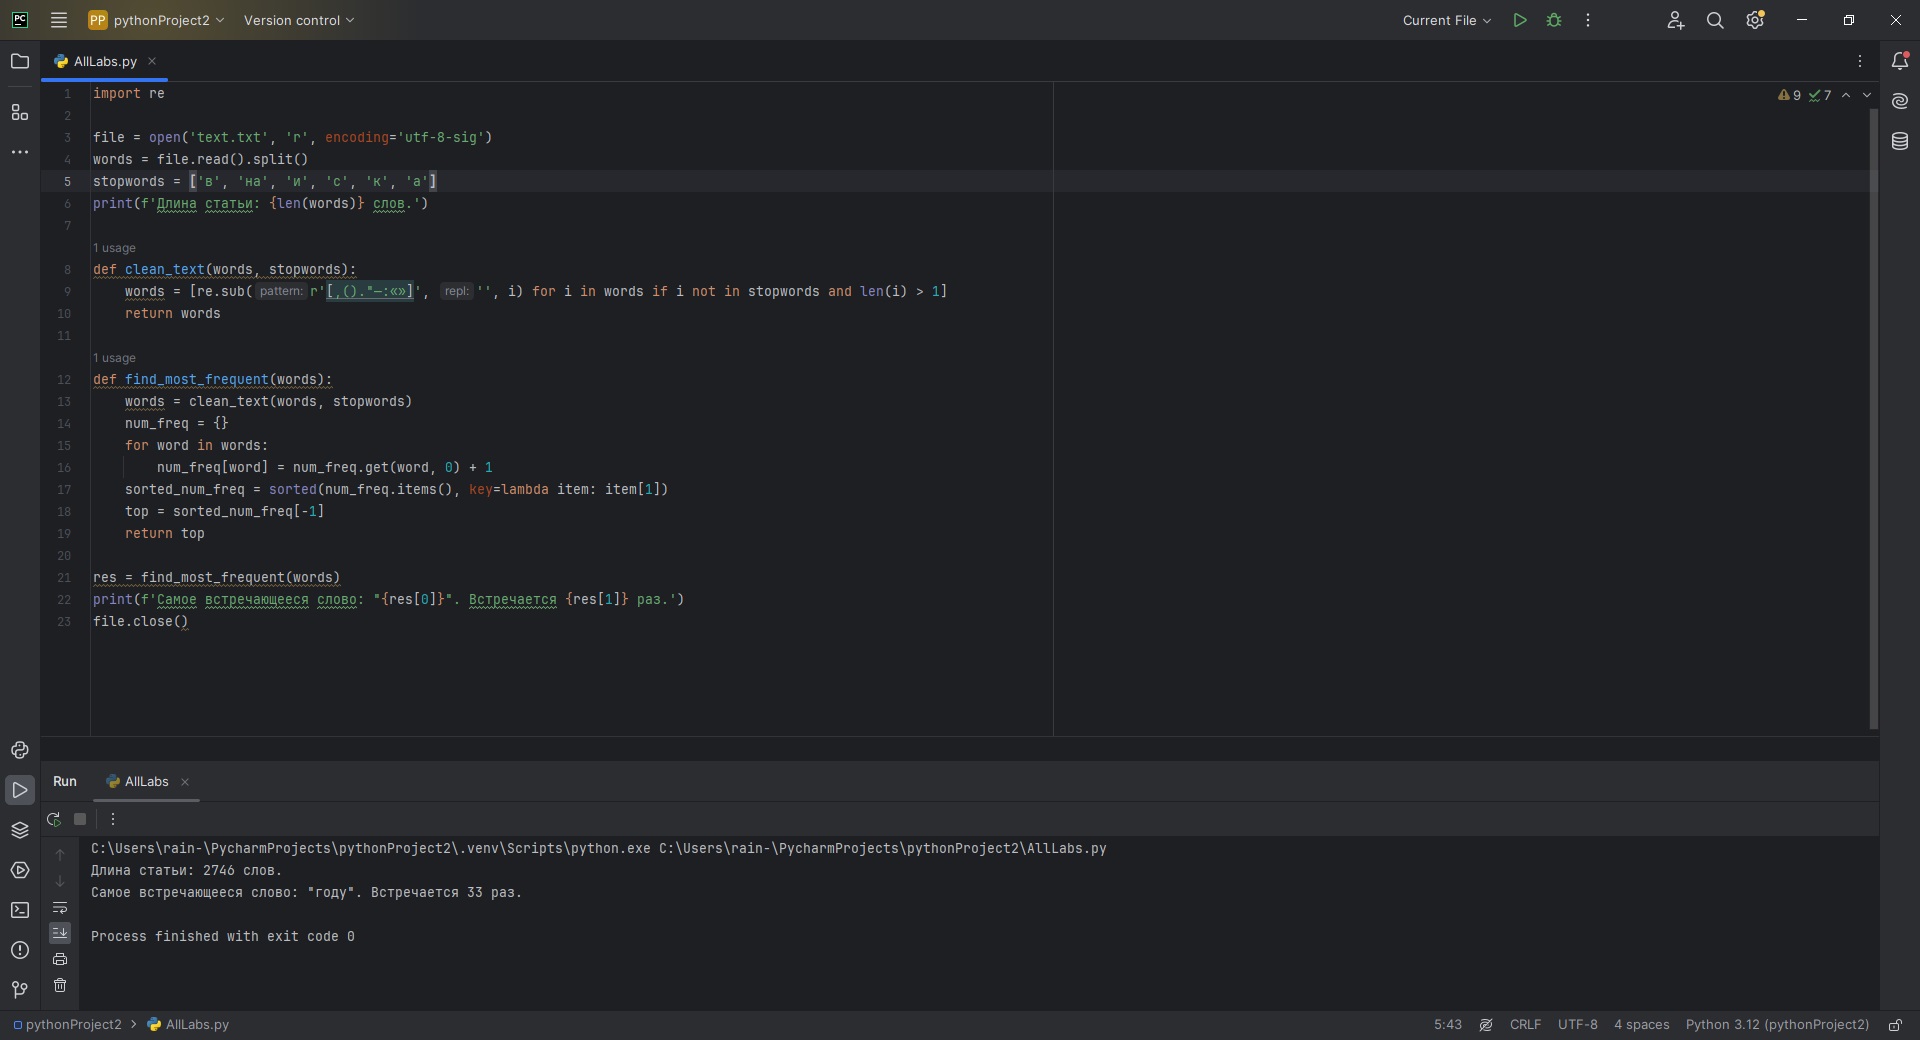 PC
PP pythonProject2 Version control
Current File
AllLabs.py
9 7
1 import re
2
3 file = open('text.txt', 'r', encoding='utf-8-sig')
4 words = file.read().split()
5 stopwords = ['в', 'на', 'и', 'с', 'к', 'а']
6 print(f'Длина статьи: {len(words)} слов.')
7
1 usage
8 def clean_text(words, stopwords):
9 words = [re.sub( pattern: r'[,()."—:«»]', repl: '', i) for i in words if i not in stopwords and len(i) > 1]
10 return words
11
1 usage
12 def find_most_frequent(words):
13 words = clean_text(words, stopwords)
14 num_freq = {}
15 for word in words:
16 num_freq[word] = num_freq.get(word, 0) + 1
17 sorted_num_freq = sorted(num_freq.items(), key=lambda item: item[1])
18 top = sorted_num_freq[-1]
19 return top
20
21 res = find_most_frequent(words)
22 print(f'Самое встречающееся слово: "{res[0]}". Встречается {res[1]} раз.')
23 file.close()
Run AllLabs
C:\Users\rain-\PycharmProjects\pythonProject2\.venv\Scripts\python.exe C:\Users\rain-\PycharmProjects\pythonProject2\AllLabs.py
Длина статьи: 2746 слов.
Самое встречающееся слово: "году". Встречается 33 раз.
Process finished with exit code 0
pythonProject2 > AllLabs.py
5:43 CRLF UTF-8 4 spaces Python 3.12 (pythonProject2)